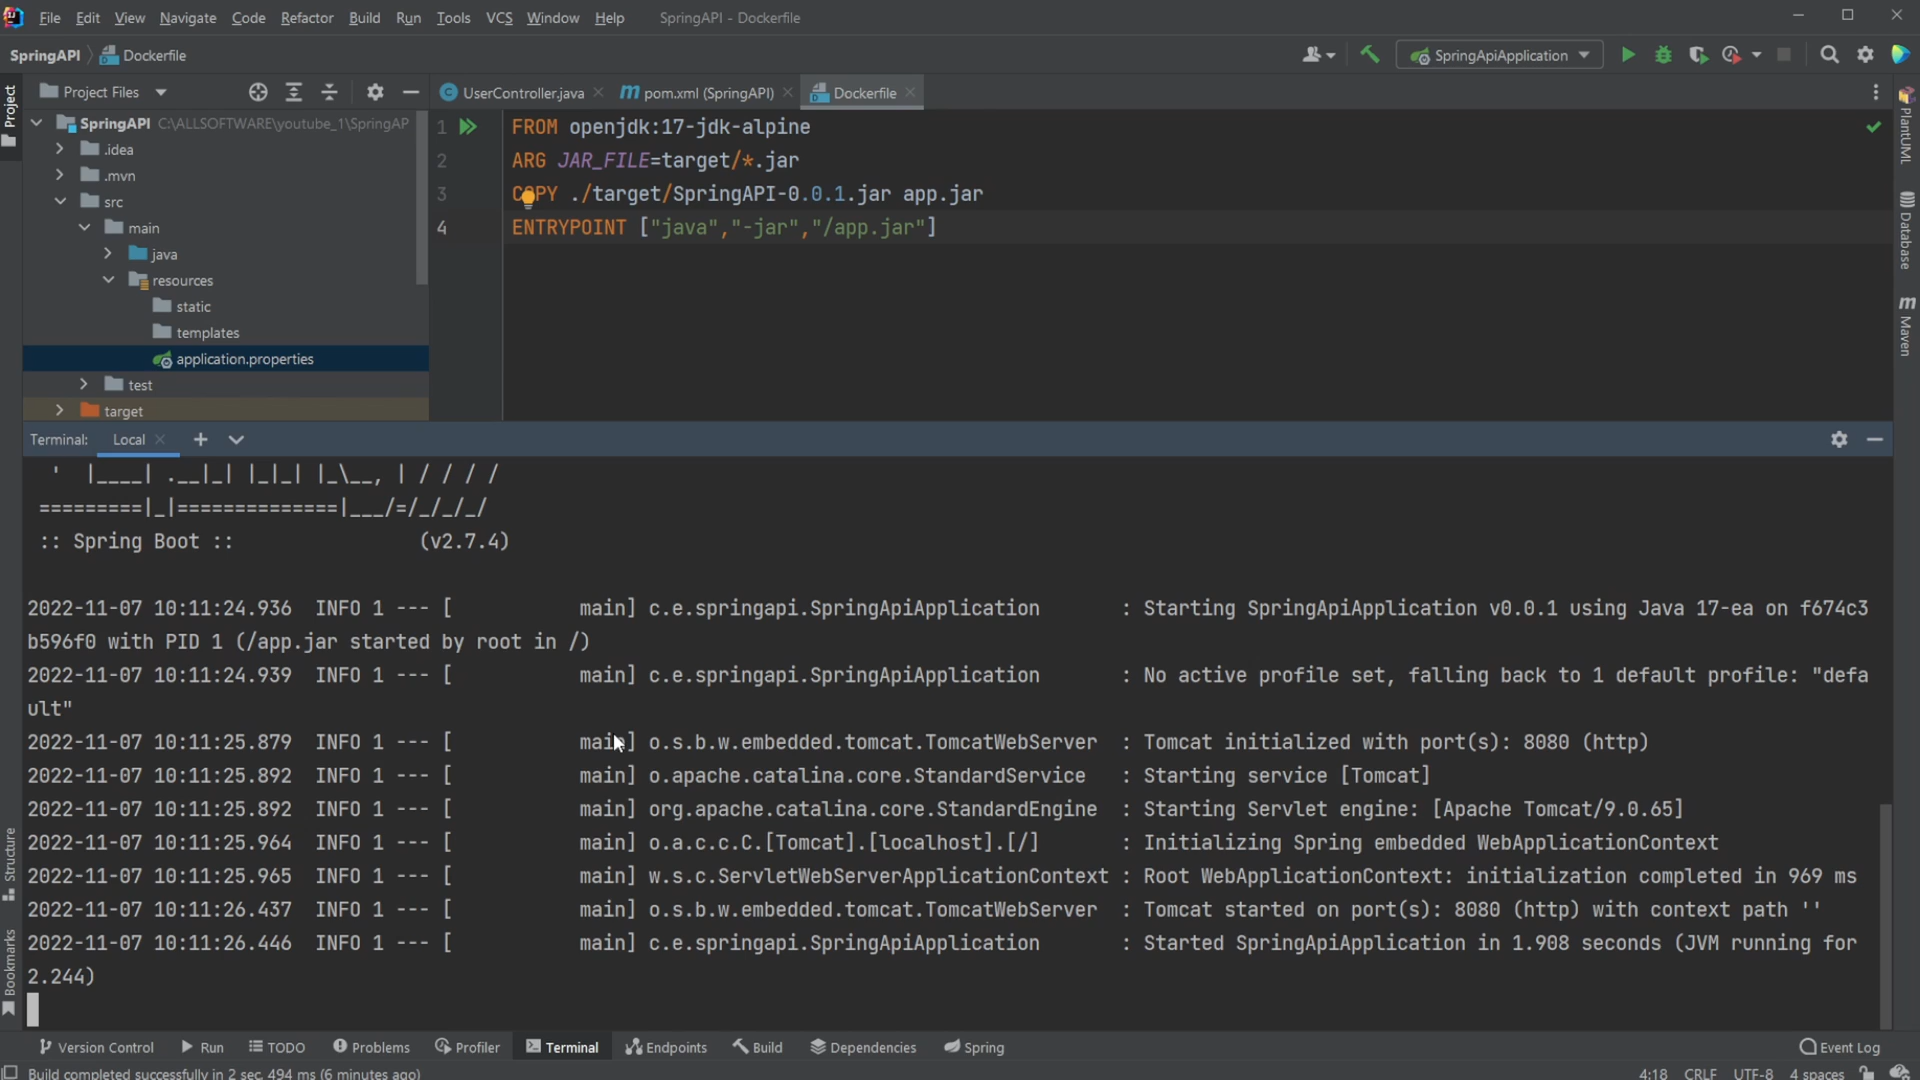 File Edit View Navigate Code Refactor Build Run Tools VCS Window Help SpringAPI - Dockerfile
SpringAPI Dockerfile SpringApiApplication
Project Project Files UserController.java pom.xml (SpringAPI) Dockerfile
SpringAPI C:\ALLSOFTWARE\youtube_1\SpringAP
.idea
.mvn
src
main
java
resources
static
templates
application.properties
test
target
1 FROM openjdk:17-jdk-alpine
2 ARG JAR_FILE=target/*.jar
3 COPY ./target/SpringAPI-0.0.1.jar app.jar
4 ENTRYPOINT ["java","-jar","/app.jar"]
PlantUML
Database
Maven
Terminal: Local
' |____| .__|_| |_|_| |_\__, | / / / /
=========|_|==============|___/=/_/_/_/
:: Spring Boot :: (v2.7.4)
2022-11-07 10:11:24.936 INFO 1 --- [ main] c.e.springapi.SpringApiApplication : Starting SpringApiApplication v0.0.1 using Java 17-ea on f674c3
b596f0 with PID 1 (/app.jar started by root in /)
2022-11-07 10:11:24.939 INFO 1 --- [ main] c.e.springapi.SpringApiApplication : No active profile set, falling back to 1 default profile: "defa
ult"
2022-11-07 10:11:25.879 INFO 1 --- [ main] o.s.b.w.embedded.tomcat.TomcatWebServer : Tomcat initialized with port(s): 8080 (http)
2022-11-07 10:11:25.892 INFO 1 --- [ main] o.apache.catalina.core.StandardService : Starting service [Tomcat]
2022-11-07 10:11:25.892 INFO 1 --- [ main] org.apache.catalina.core.StandardEngine : Starting Servlet engine: [Apache Tomcat/9.0.65]
2022-11-07 10:11:25.964 INFO 1 --- [ main] o.a.c.c.C.[Tomcat].[localhost].[/] : Initializing Spring embedded WebApplicationContext
2022-11-07 10:11:25.965 INFO 1 --- [ main] w.s.c.ServletWebServerApplicationContext : Root WebApplicationContext: initialization completed in 969 ms
2022-11-07 10:11:26.437 INFO 1 --- [ main] o.s.b.w.embedded.tomcat.TomcatWebServer : Tomcat started on port(s): 8080 (http) with context path ''
2022-11-07 10:11:26.446 INFO 1 --- [ main] c.e.springapi.SpringApiApplication : Started SpringApiApplication in 1.908 seconds (JVM running for
2.244)
Structure
Bookmarks
Version Control Run TODO Problems Profiler Terminal Endpoints Build Dependencies Spring Event Log
Build completed successfully in 2 sec, 494 ms (6 minutes ago) 4:18 CRLF UTF-8 4 spaces